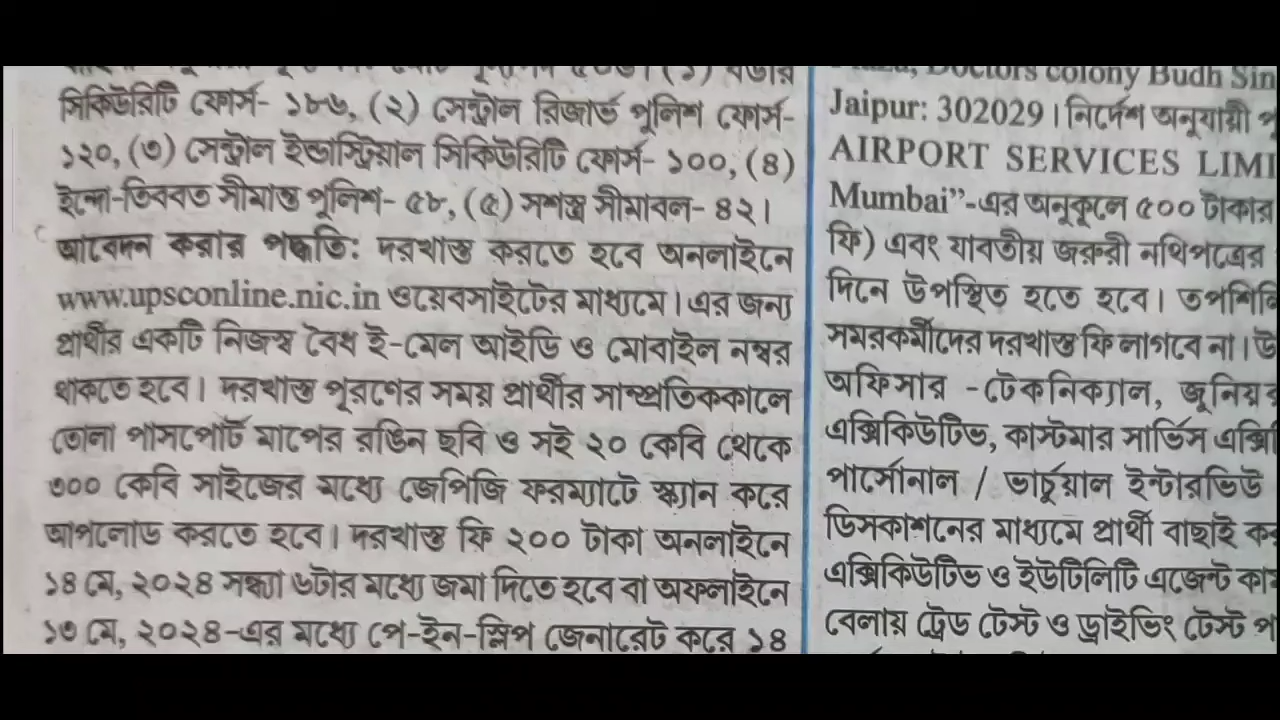 সিকিউরিটি ফোর্স- ১৮৬, (২) সেন্ট্রাল রিজার্ভ পুলিশ ফোর্স-
১২০, (৩) সেন্ট্রাল ইন্ডাস্ট্রিয়াল সিকিউরিটি ফোর্স- ১০০, (৪)
ইন্দো-তিব্বত সীমান্ত পুলিশ- ৫৮, (৫) সশস্ত্র সীমাবল- ৪২।
আবেদন করার পদ্ধতি: দরখাস্ত করতে হবে অনলাইনে
www.upsconline.nic.in ওয়েবসাইটের মাধ্যমে। এর জন্য
প্রার্থীর একটি নিজস্ব বৈধ ই-মেল আইডি ও মোবাইল নম্বর
থাকতে হবে। দরখাস্ত পূরণের সময় প্রার্থীর সাম্প্রতিককালে
তোলা পাসপোর্ট মাপের রঙিন ছবি ও সই ২০ কেবি থেকে
৩০০ কেবি সাইজের মধ্যে জেপিজি ফরম্যাটে স্ক্যান করে
আপলোড করতে হবে। দরখাস্ত ফি ২০০ টাকা অনলাইনে
১৪ মে, ২০২৪ সন্ধ্যা ৬টার মধ্যে জমা দিতে হবে বা অফলাইনে
১৩ মে, ২০২৪-এর মধ্যে পে-ইন-স্লিপ জেনারেট করে ১৪
Doctors colony Budh Sin
Jaipur: 302029। নির্দেশ অনুযায়ী
AIRPORT SERVICES LIMI
Mumbai”-এর অনুকূলে ৫০০ টাকার
ফি) এবং যাবতীয় জরুরী নথিপত্রের
দিনে উপস্থিত হতে হবে। তপশিলি
সমরকর্মীদের দরখাস্ত ফি লাগবে না।
অফিসার -টেকনিক্যাল, জুনিয়র
এক্সিকিউটিভ, কাস্টমার সার্ভিস এক্সি
পার্সোনাল / ভার্চুয়াল ইন্টারভিউ
ডিসকাশনের মাধ্যমে প্রার্থী বাছাই
এক্সিকিউটিভ ও ইউটিলিটি এজেন্ট
বেলায় ট্রেড টেস্ট ও ড্রাইভিং টেস্ট